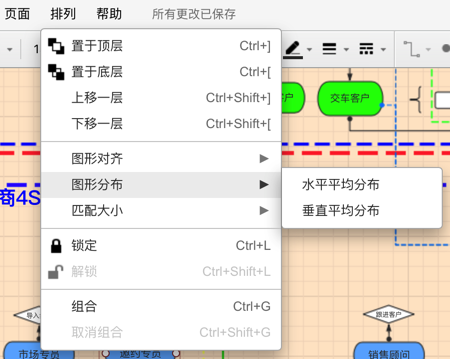 页面 排列 帮助 所有更改已保存
1
置于顶层 Ctrl+]
置于底层 Ctrl+[
上移一层 Ctrl+Shift+]
下移一层 Ctrl+Shift+[
客户 交车客户
图形对齐
图形分布
水平平均分布
匹配大小
垂直平均分布
商4S
锁定 Ctrl+L
解锁 Ctrl+Shift+L
组合 Ctrl+G
取消组合 Ctrl+Shift+G
导入
跟进客户
市场专员 邀约专员 销售顾问